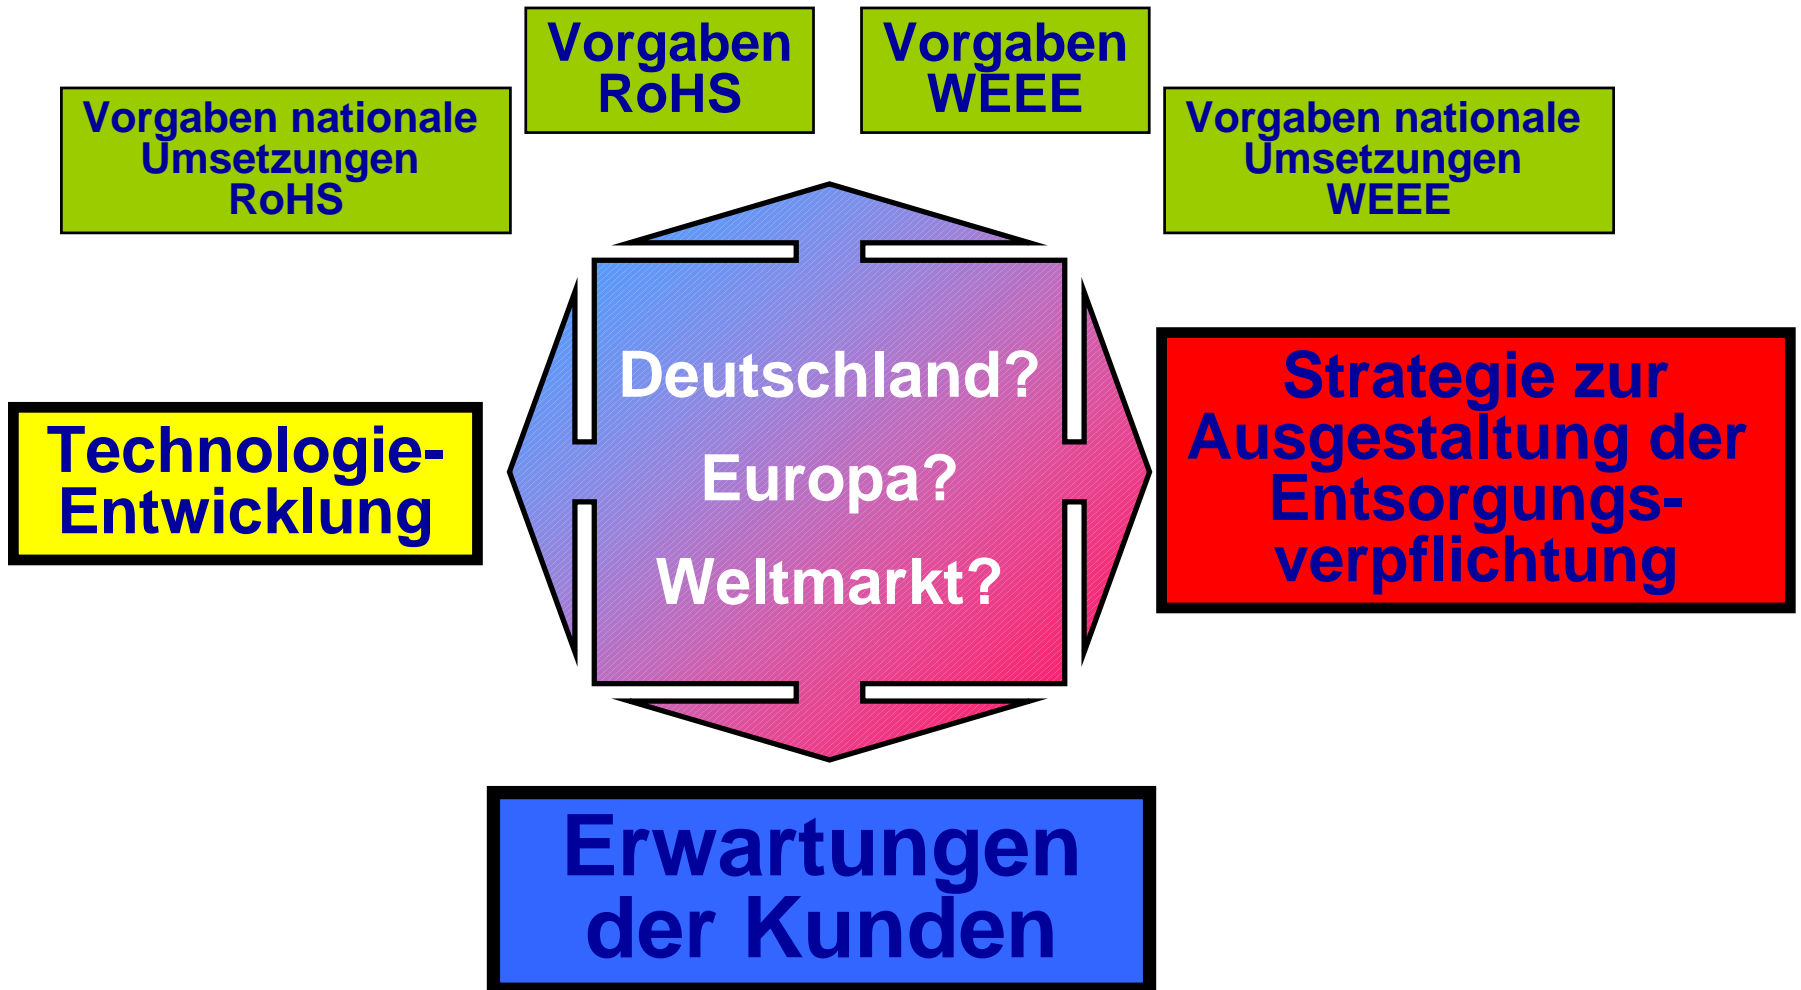 Vorgaben
RoHS
Vorgaben
WEEE
Vorgaben nationale
Umsetzungen
RoHS
Vorgaben nationale
Umsetzungen
WEEE
Technologie-
Entwicklung
Deutschland?
Europa?
Weltmarkt?
Strategie zur
Ausgestaltung der
Entsorgungs-
verpflichtung
Erwartungen
der Kunden